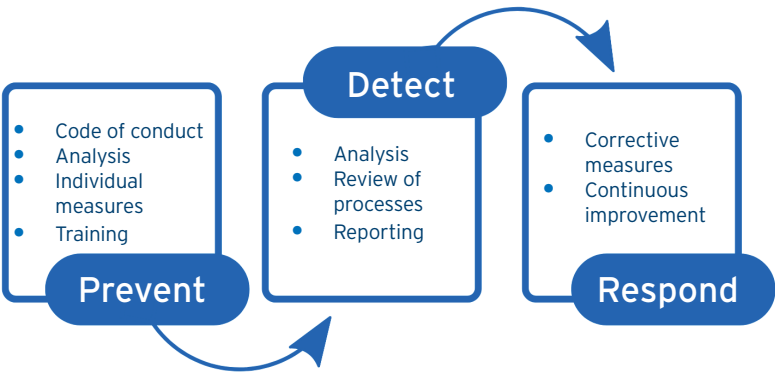 • Code of conduct
• Analysis
• Individual
measures
• Training
Prevent
Detect
• Analysis
• Review of
processes
• Reporting
• Corrective
measures
• Continuous
improvement
Respond